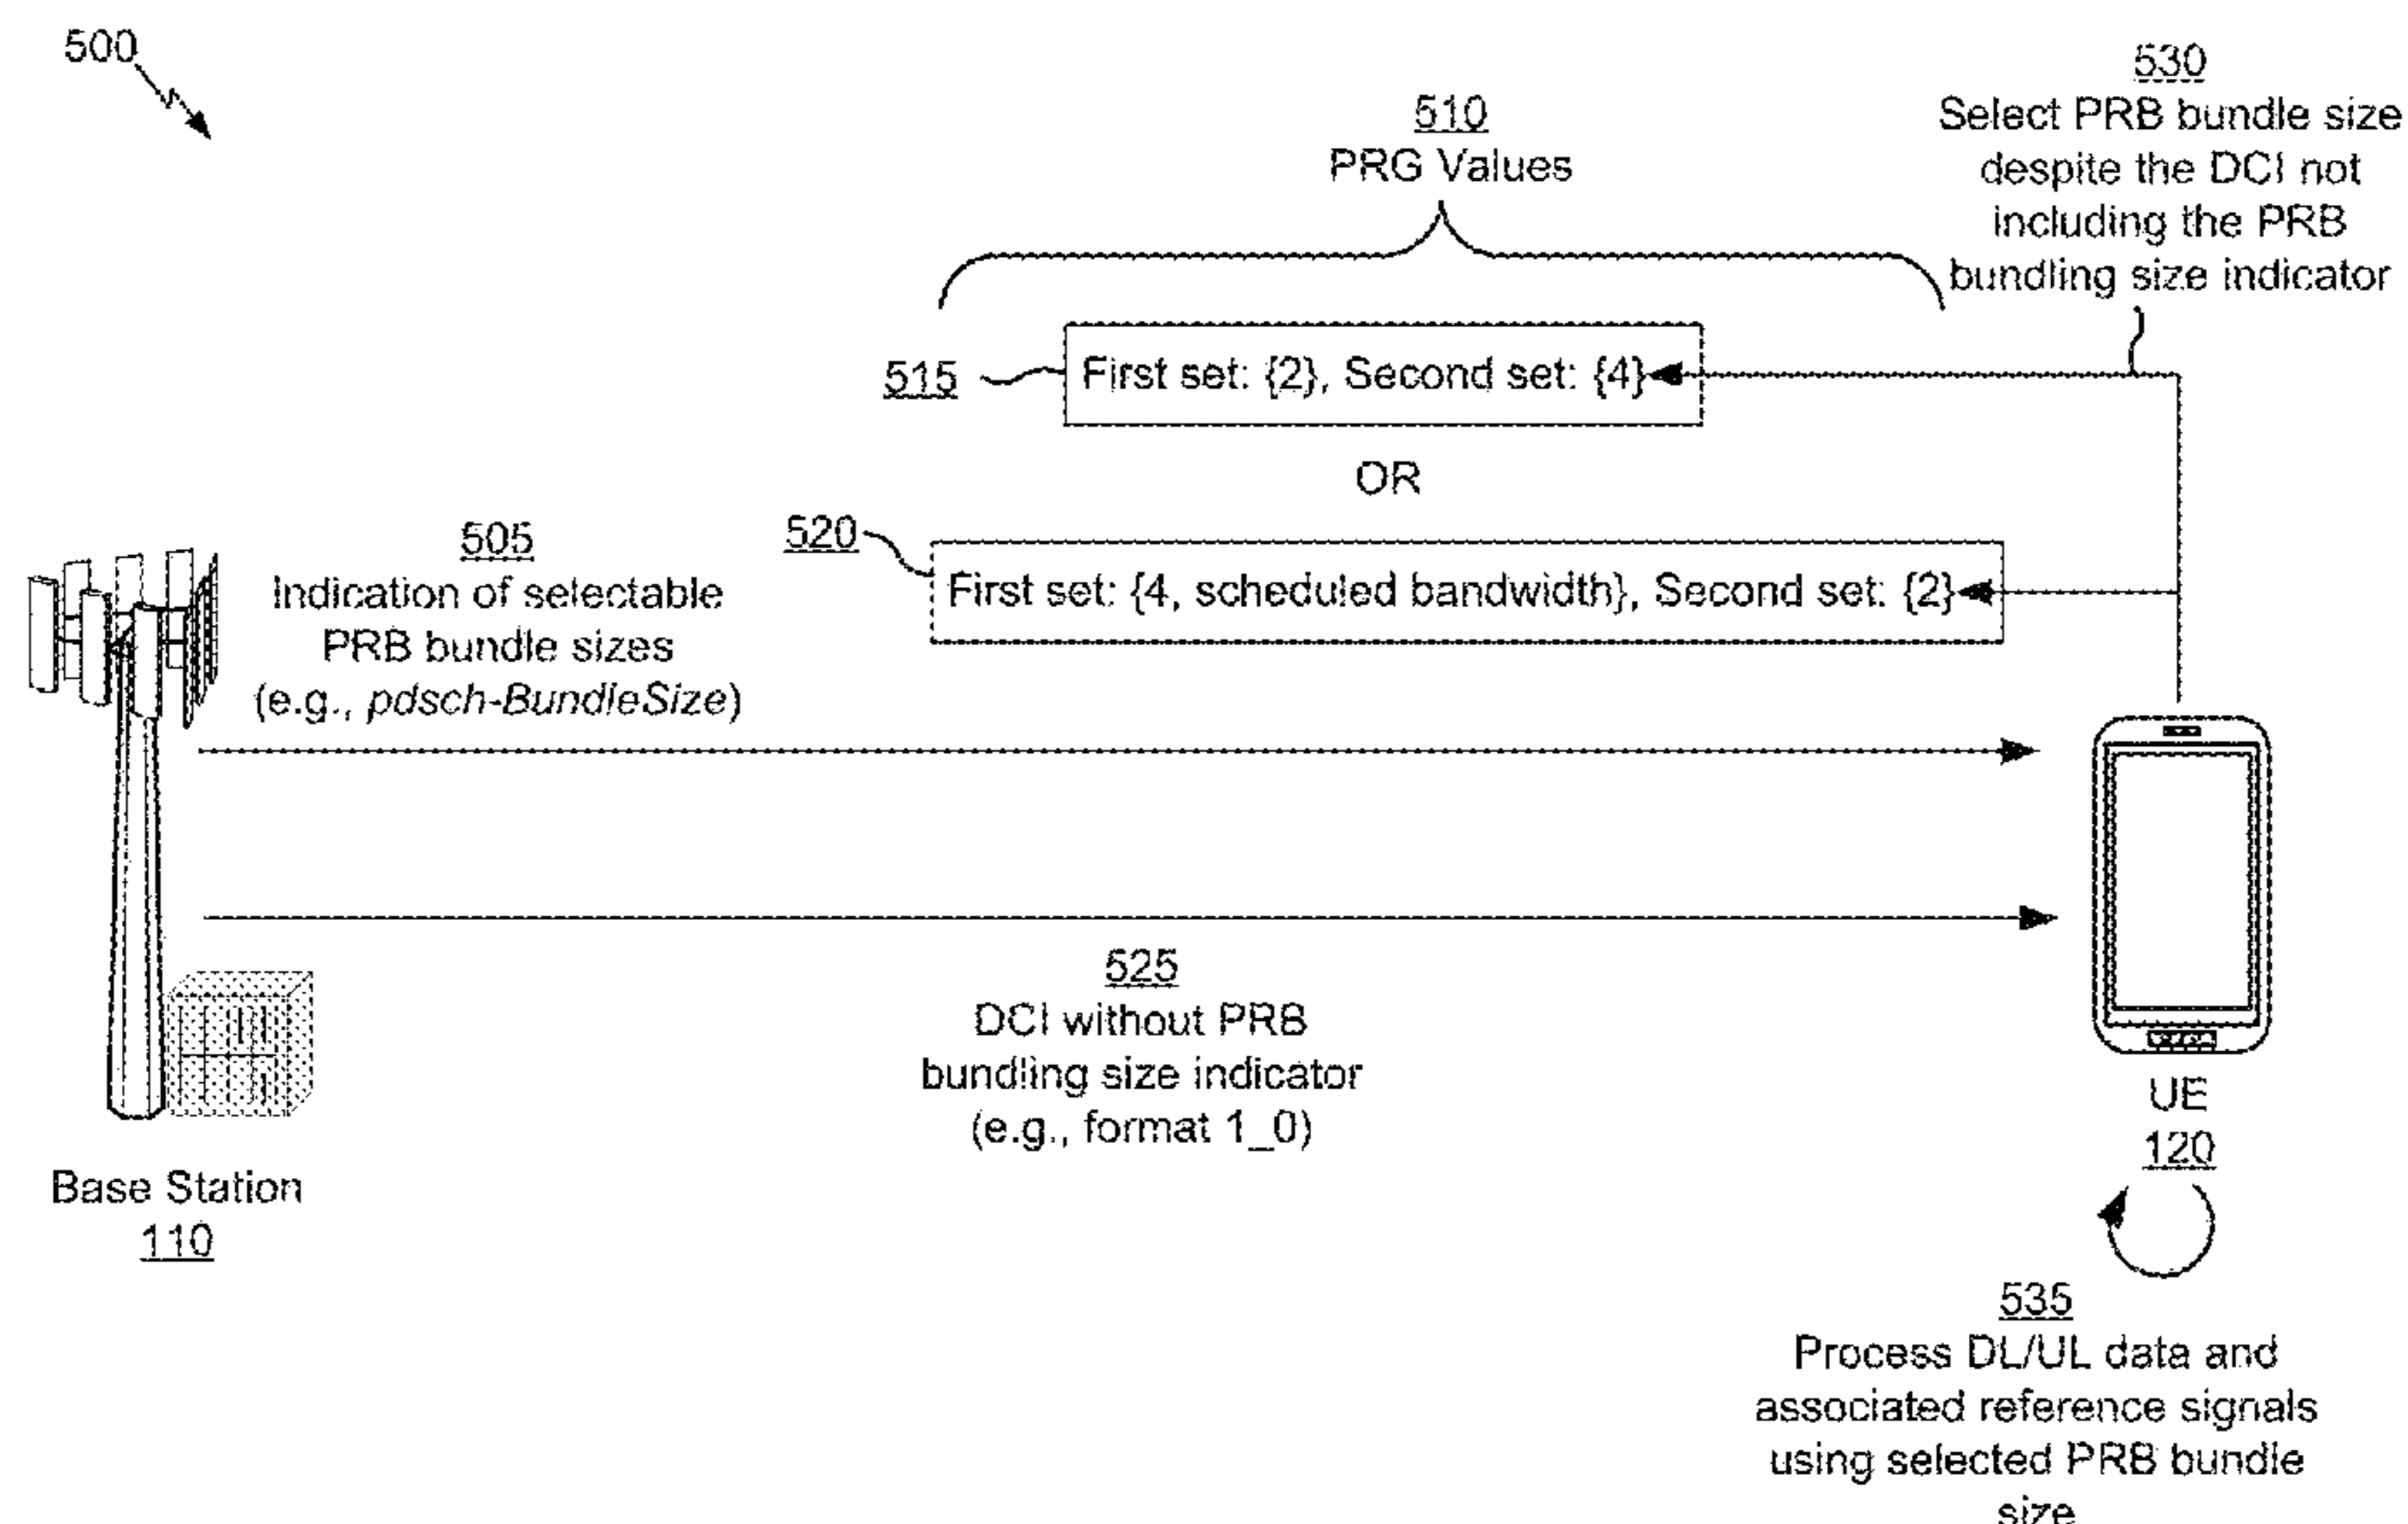 500
530
Select PRB bundle size
despite the DCI not
including the PRB
bundling size indicator
510
PRG Values
515
First set: {2}, Second set: {4}
OR
520
First set: {4, scheduled bandwidth}, Second set: {2}
505
Indication of selectable
PRB bundle sizes
(e.g., pdsch-BundleSize)
525
DCI without PRB
bundling size indicator
(e.g., format 1_0)
Base Station
110
UE
120
535
Process DL/UL data and
associated reference signals
using selected PRB bundle
size